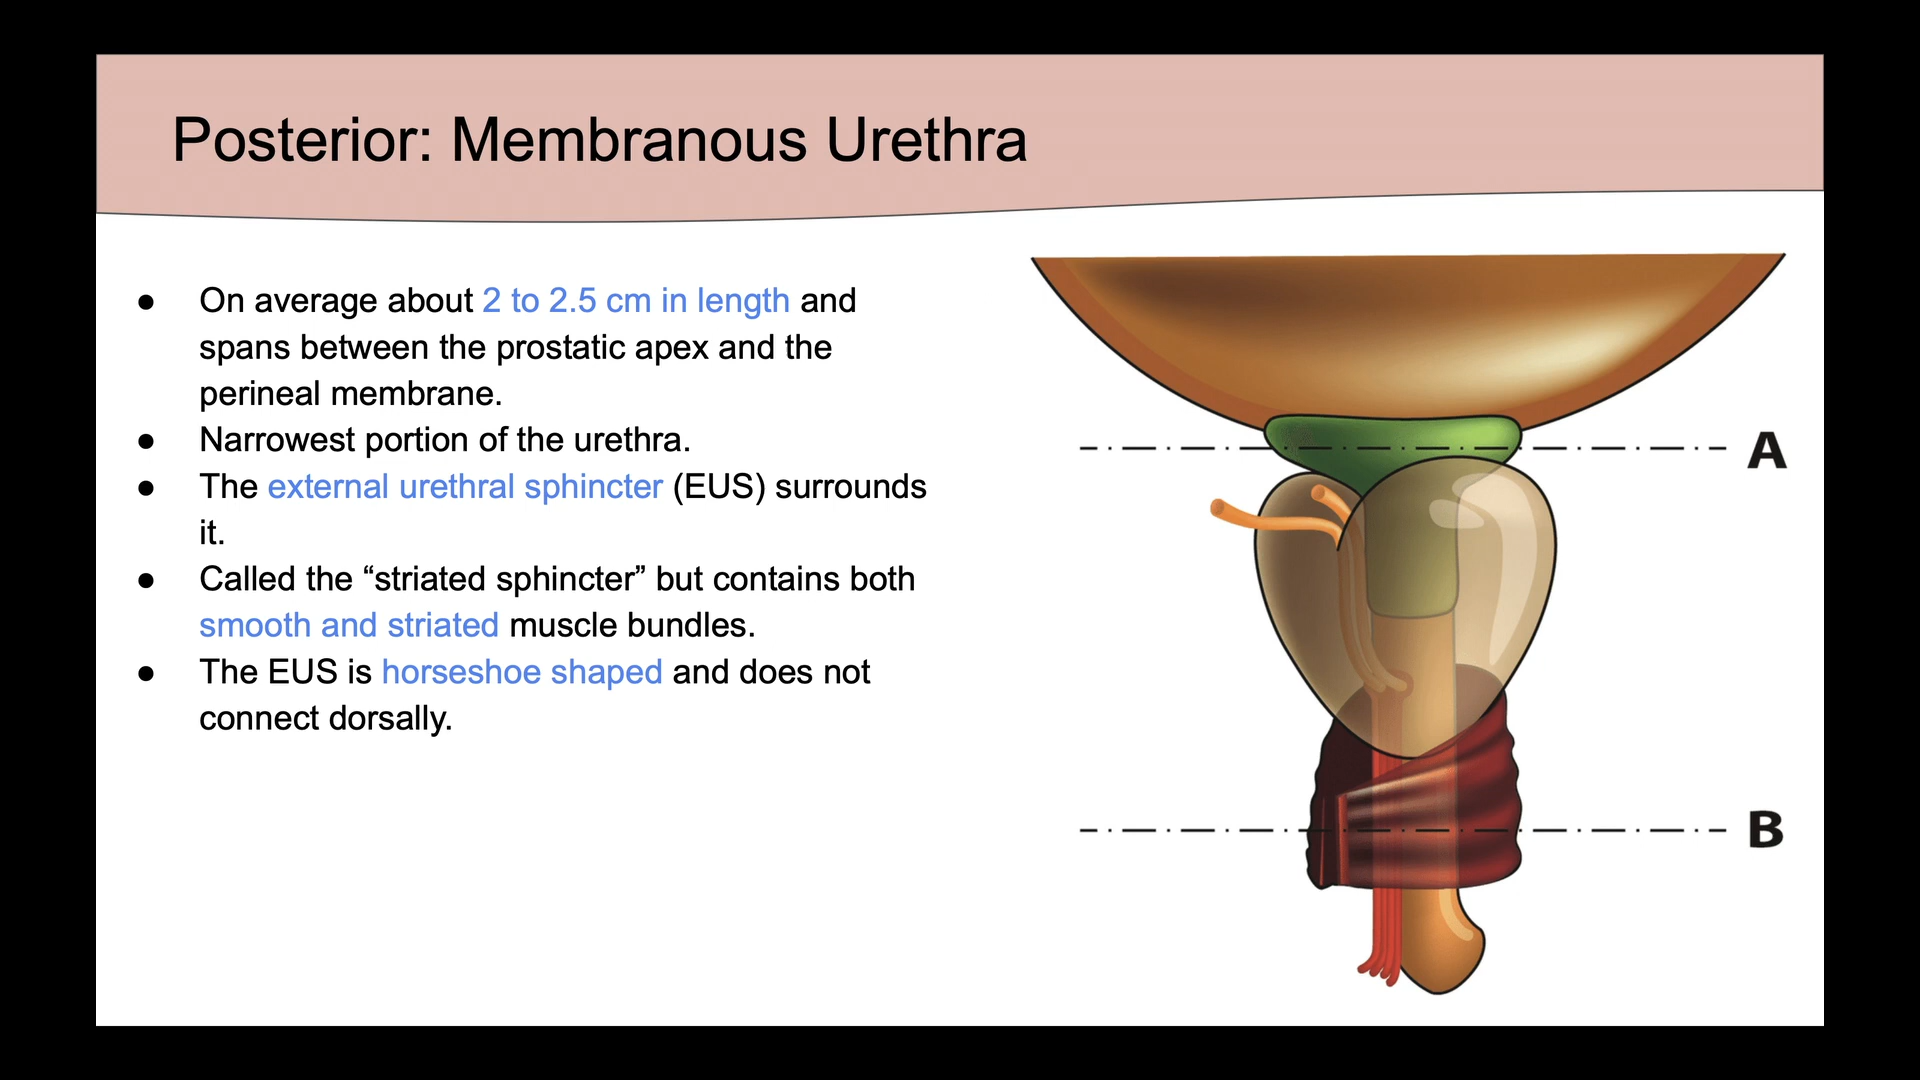 Posterior: Membranous Urethra
● On average about 2 to 2.5 cm in length and
spans between the prostatic apex and the
perineal membrane.
● Narrowest portion of the urethra.
● The external urethral sphincter (EUS) surrounds
it.
● Called the “striated sphincter” but contains both
smooth and striated muscle bundles.
● The EUS is horseshoe shaped and does not
connect dorsally.
A
B